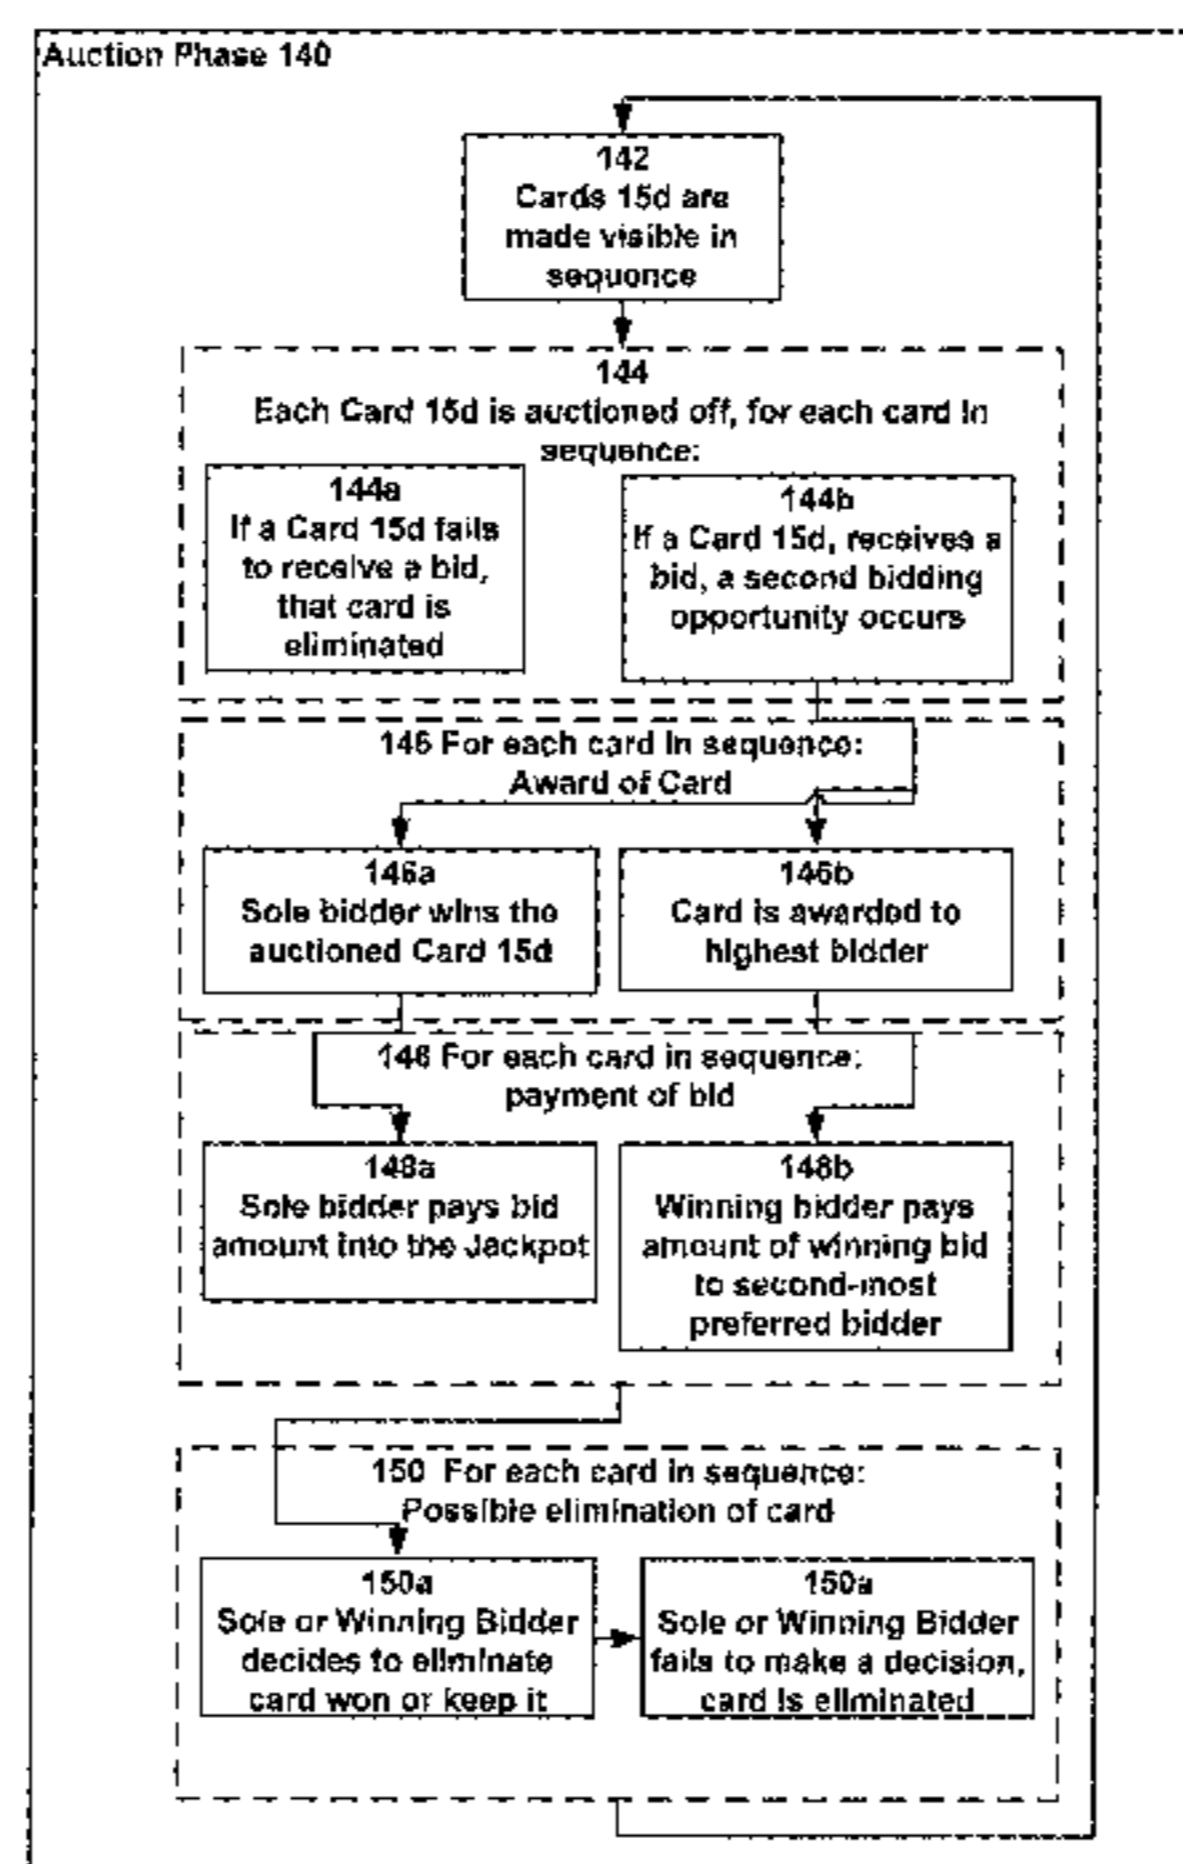 Auction Phase 140
142
Cards 15d are
made visible in
sequence
144
Each Card 15d is auctioned off, for each card in
sequence:
144a
If a Card 15d fails
to receive a bid,
that card is
eliminated
144b
If a Card 15d, receives a
bid, a second bidding
opportunity occurs
146 For each card in sequence:
Award of Card
146a
Sole bidder wins the
auctioned Card 15d
146b
Card is awarded to
highest bidder
148 For each card in sequence:
payment of bid
148a
Sole bidder pays bid
amount into the Jackpot
148b
Winning bidder pays
amount of winning bid
to second-most
preferred bidder
150 For each card in sequence:
Possible elimination of card
150a
Sole or Winning Bidder
decides to eliminate
card won or keep it
150a
Sole or Winning Bidder
fails to make a decision,
card is eliminated